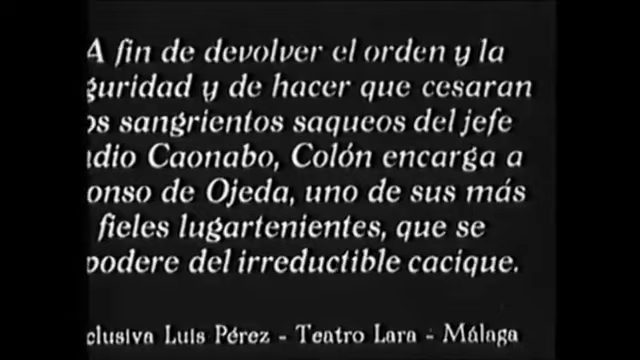 A fin de devolver el orden y la
guridad y de hacer que cesaran
os sangrientos saqueos del jefe
dio Caonabo, Colón encarga a
onso de Ojeda, uno de sus más
fieles lugartenientes, que se
podere del irreductible cacique.
clusiva Luis Pérez - Teatro Lara - Málaga